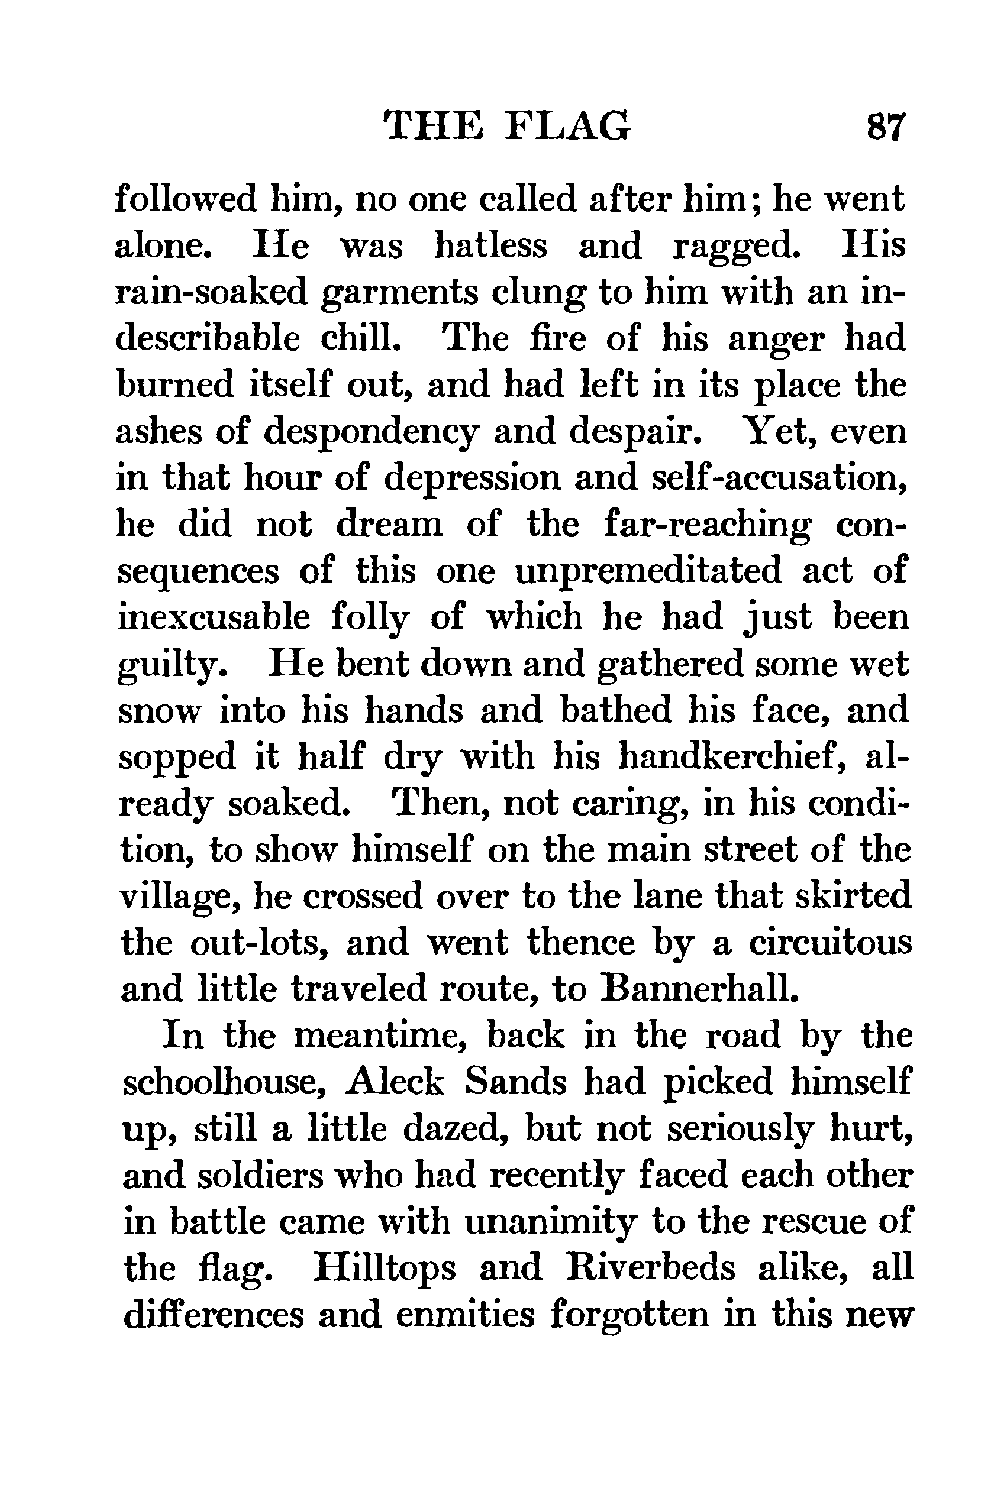 THE FLAG 87
followed him, no one called after him; he went
alone. He was hatless and ragged. His
rain-soaked garments clung to him with an in-
describable chill. The fire of his anger had
burned itself out, and had left in its place the
ashes of despondency and despair. Yet, even
in that hour of depression and self-accusation,
he did not dream of the far-reaching con-
sequences of this one unpremeditated act of
inexcusable folly of which he had just been
guilty. He bent down and gathered some wet
snow into his hands and bathed his face, and
sopped it half dry with his handkerchief, al-
ready soaked. Then, not caring, in his condi-
tion, to show himself on the main street of the
village, he crossed over to the lane that skirted
the out-lots, and went thence by a circuitous
and little traveled route, to Bannerhall.
In the meantime, back in the road by the
schoolhouse, Aleck Sands had picked himself
up, still a little dazed, but not seriously hurt,
and soldiers who had recently faced each other
in battle came with unanimity to the rescue of
the flag. Hilltops and Riverbeds alike, all
differences and enmities forgotten in this new